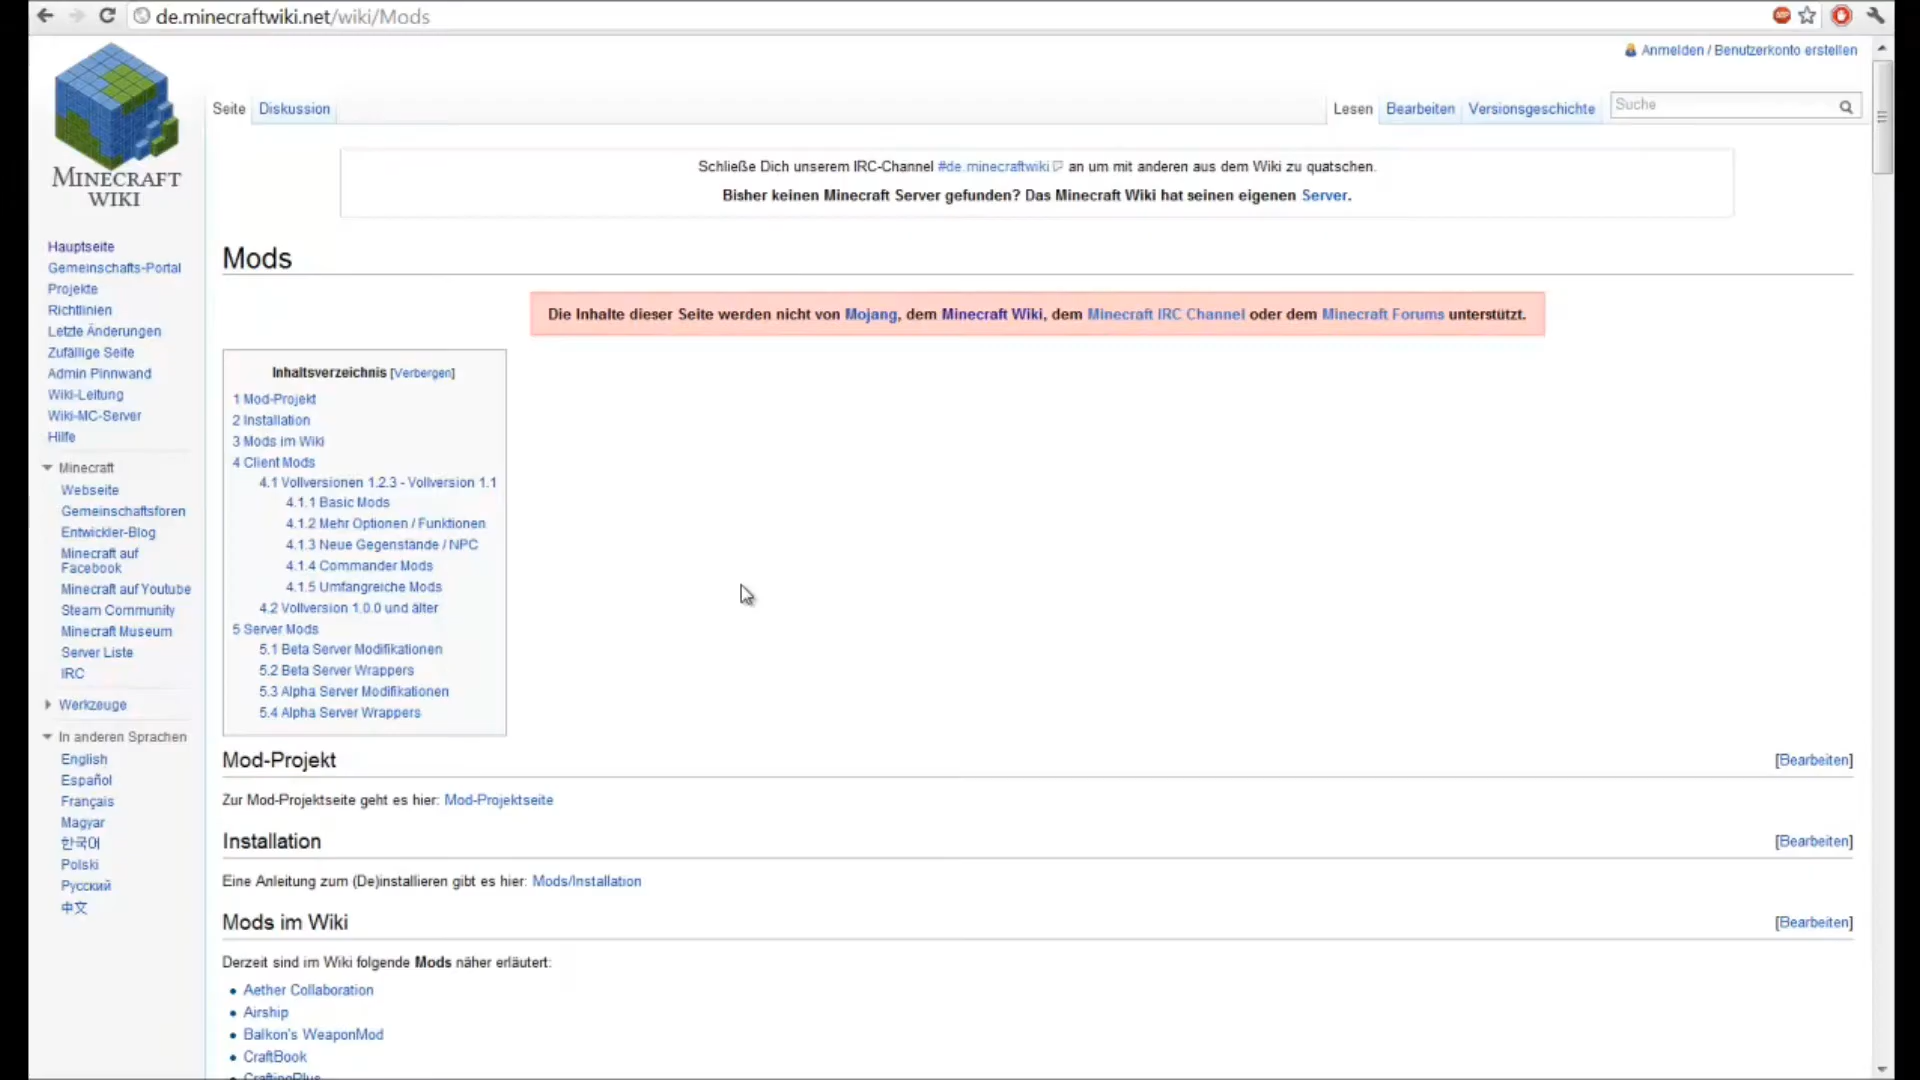 de.minecraftwiki.net/wiki/Mods
Anmelden / Benutzerkonto erstellen
MINECRAFT
WIKI
Seite
Diskussion
Lesen
Bearbeiten
Versionsgeschichte
Suche
Schließe Dich unserem IRC-Channel #de.minecraftwiki an um mit anderen aus dem Wiki zu quatschen.
Bisher keinen Minecraft Server gefunden? Das Minecraft Wiki hat seinen eigenen Server.
Hauptseite
Gemeinschafts-Portal
Projekte
Richtlinien
Letzte Änderungen
Zufällige Seite
Admin Pinnwand
Wiki-Leitung
Wiki-MC-Server
Hilfe
Minecraft
Webseite
Gemeinschaftsforen
Entwickler-Blog
Minecraft auf
Facebook
Minecraft auf Youtube
Steam Community
Minecraft Museum
Server Liste
IRC
Werkzeuge
In anderen Sprachen
English
Español
Français
Magyar
한국어
Polski
Русский
中文
Mods
Die Inhalte dieser Seite werden nicht von Mojang, dem Minecraft Wiki, dem Minecraft IRC Channel oder dem Minecraft Forums unterstützt.
Inhaltsverzeichnis [Verbergen]
1 Mod-Projekt
2 Installation
3 Mods im Wiki
4 Client Mods
4.1 Vollversionen 1.2.3 - Vollversion 1.1
4.1.1 Basic Mods
4.1.2 Mehr Optionen / Funktionen
4.1.3 Neue Gegenstände / NPC
4.1.4 Commander Mods
4.1.5 Umfangreiche Mods
4.2 Vollversion 1.0.0 und älter
5 Server Mods
5.1 Beta Server Modifikationen
5.2 Beta Server Wrappers
5.3 Alpha Server Modifikationen
5.4 Alpha Server Wrappers
Mod-Projekt
[Bearbeiten]
Zur Mod-Projektseite geht es hier: Mod-Projektseite
Installation
[Bearbeiten]
Eine Anleitung zum (De)installieren gibt es hier: Mods/Installation
Mods im Wiki
[Bearbeiten]
Derzeit sind im Wiki folgende Mods näher erläutert:
Aether Collaboration
Airship
Balkon's WeaponMod
CraftBook
CraftingPlus